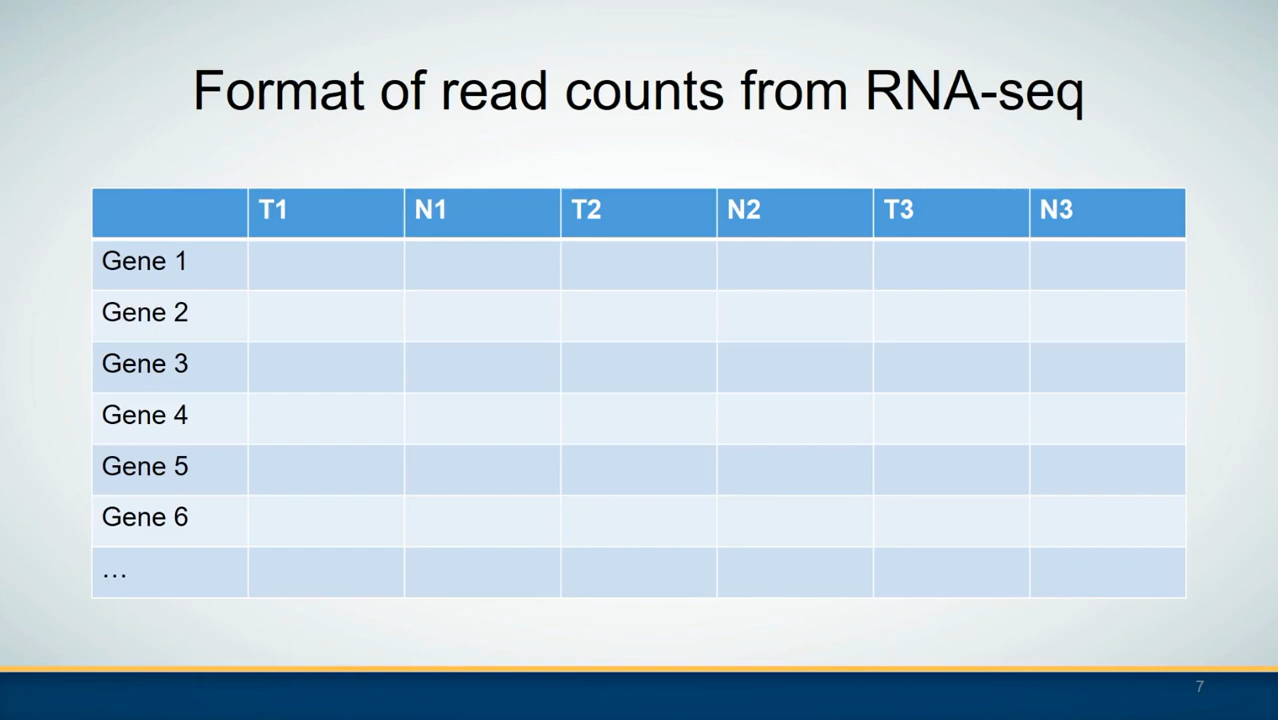 Format of read counts from RNA-seq
T1 N1 T2 N2 T3 N3
Gene 1
Gene 2
Gene 3
Gene 4
Gene 5
Gene 6
…
7